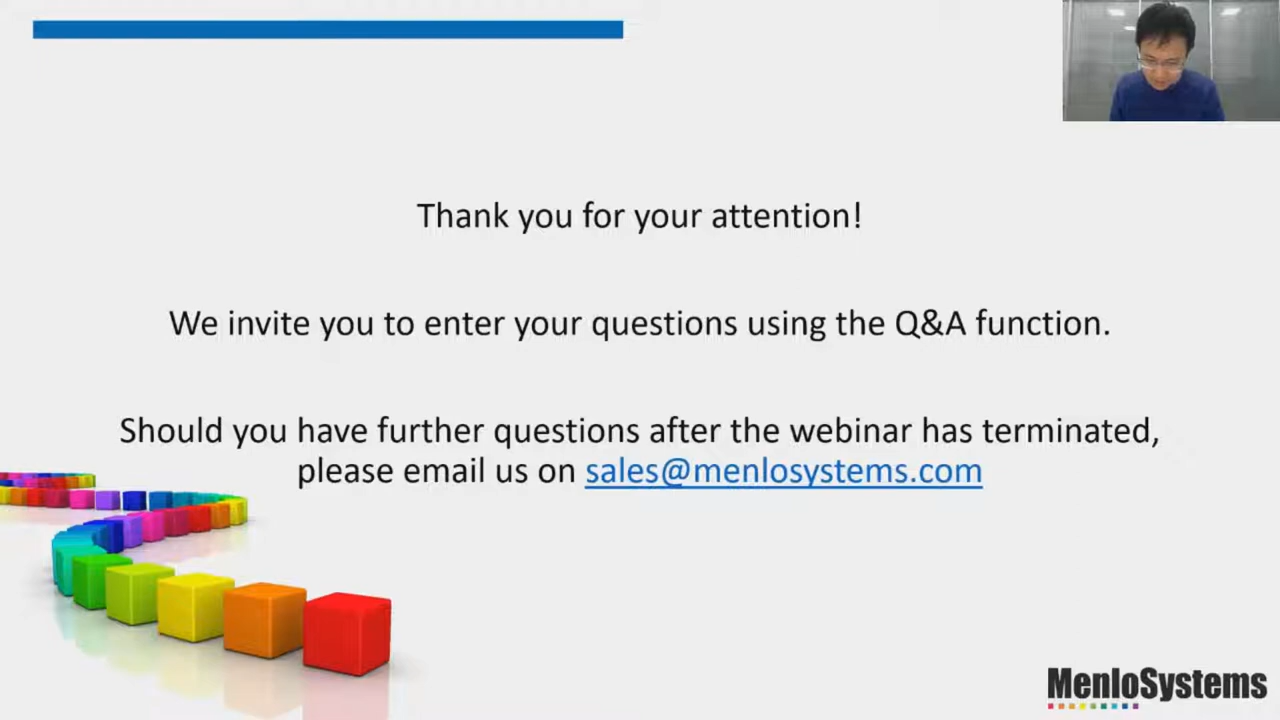 Thank you for your attention!
We invite you to enter your questions using the Q&A function.
Should you have further questions after the webinar has terminated,
please email us on sales@menlosystems.com
MenloSystems